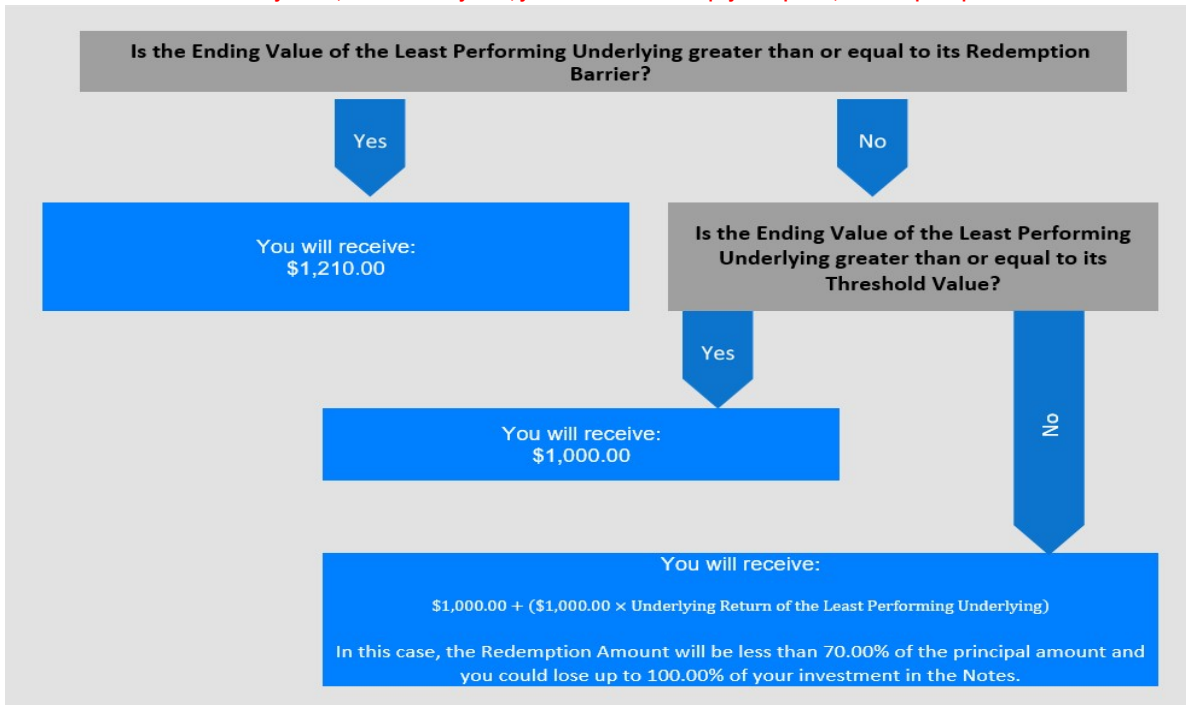 Is the Ending Value of the Least Performing Underlying greater than or equal to its Redemption
Barrier?
Yes
No
You will receive:
$1,210.00
Is the Ending Value of the Least Performing
Underlying greater than or equal to its
Threshold Value?
Yes
No
You will receive:
$1,000.00
You will receive:
$1,000.00 + ($1,000.00 × Underlying Return of the Least Performing Underlying)
In this case, the Redemption Amount will be less than 70.00% of the principal amount and
you could lose up to 100.00% of your investment in the Notes.